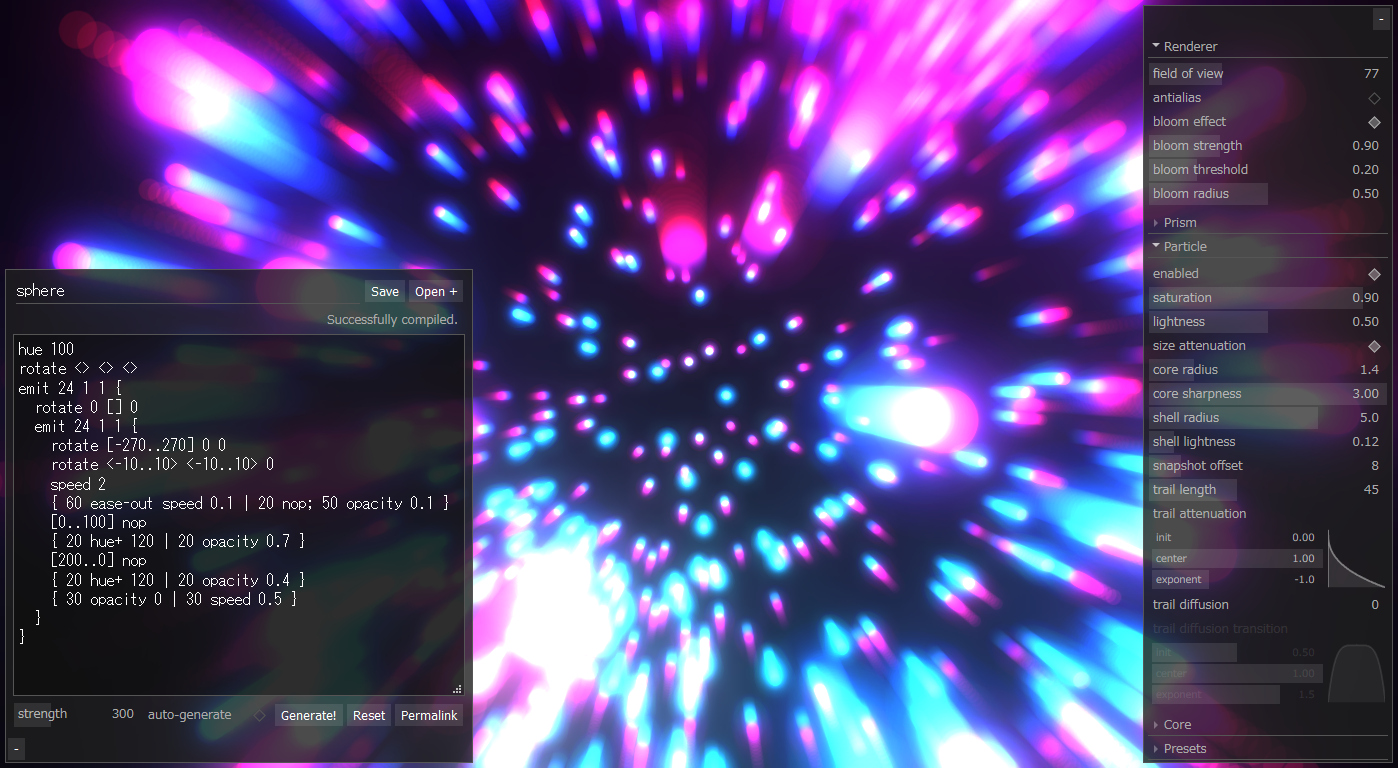 sphere
Save
Open +
Successfully compiled.
hue 100
rotate <> <> <>
emit 24 1 1 {
rotate 0 [] 0
emit 24 1 1 {
rotate [-270..270] 0 0
rotate <-10..10> <-10..10> 0
speed 2
{ 60 ease-out speed 0.1 | 20 nop; 50 opacity 0.1 }
[0..100] nop
{ 20 hue+ 120 | 20 opacity 0.7 }
[200..0] nop
{ 20 hue+ 120 | 20 opacity 0.4 }
{ 30 opacity 0 | 30 speed 0.5 }
}
}
strength 300 auto-generate
Generate!
Reset
Permalink
-
-
Renderer
field of view 77
antialias
bloom effect
bloom strength 0.90
bloom threshold 0.20
bloom radius 0.50
Prism
Particle
enabled
saturation 0.90
lightness 0.50
size attenuation
core radius 1.4
core sharpness 3.00
shell radius 5.0
shell lightness 0.12
snapshot offset 8
trail length 45
trail attenuation
init 0.00
center 1.00
exponent -1.0
trail diffusion 0
trail diffusion transition
init 0.50
center 1.00
exponent 1.5
Core
Presets